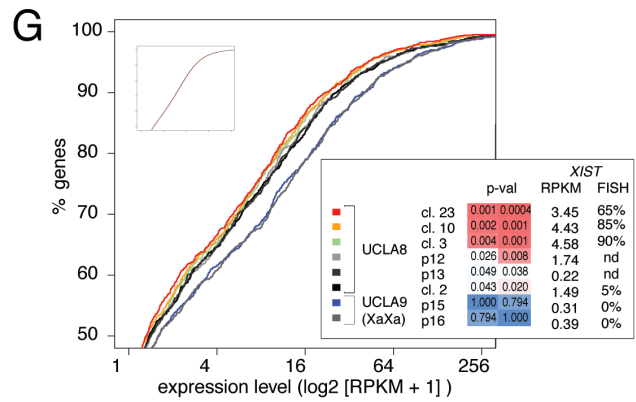 G
100
90
80
70
60
50
% genes
1
4
16
64
256
expression level (log2 [RPKM + 1] )
XIST
p-val RPKM FISH
cl. 23 0.001 0.0004 3.45 65%
cl. 10 0.002 0.001 4.43 85%
cl. 3 0.004 0.001 4.58 90%
UCLA8
p12 0.026 0.008 1.74 nd
p13 0.049 0.038 0.22 nd
cl. 2 0.043 0.020 1.49 5%
UCLA9
(XaXa)
p15 1.000 0.794 0.31 0%
p16 0.794 1.000 0.39 0%